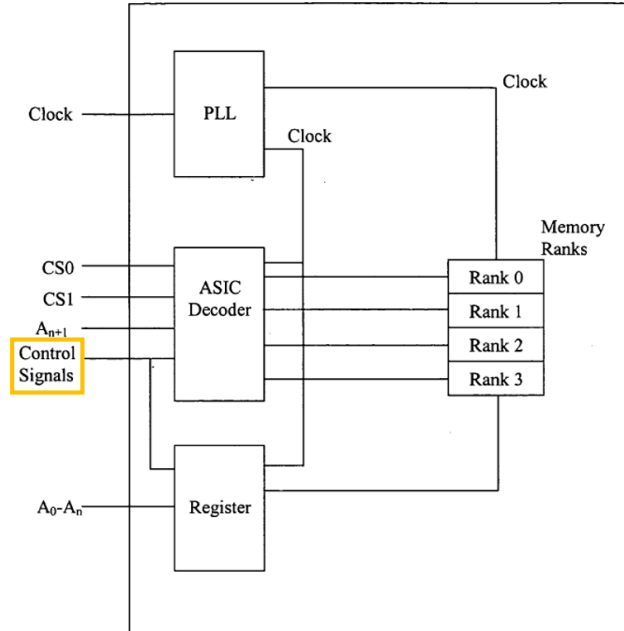 Clock
PLL
Clock
Clock
Memory
Ranks
CS0
CS1
Aₙ₊₁
Control
Signals
ASIC
Decoder
Rank 0
Rank 1
Rank 2
Rank 3
A₀-Aₙ
Register